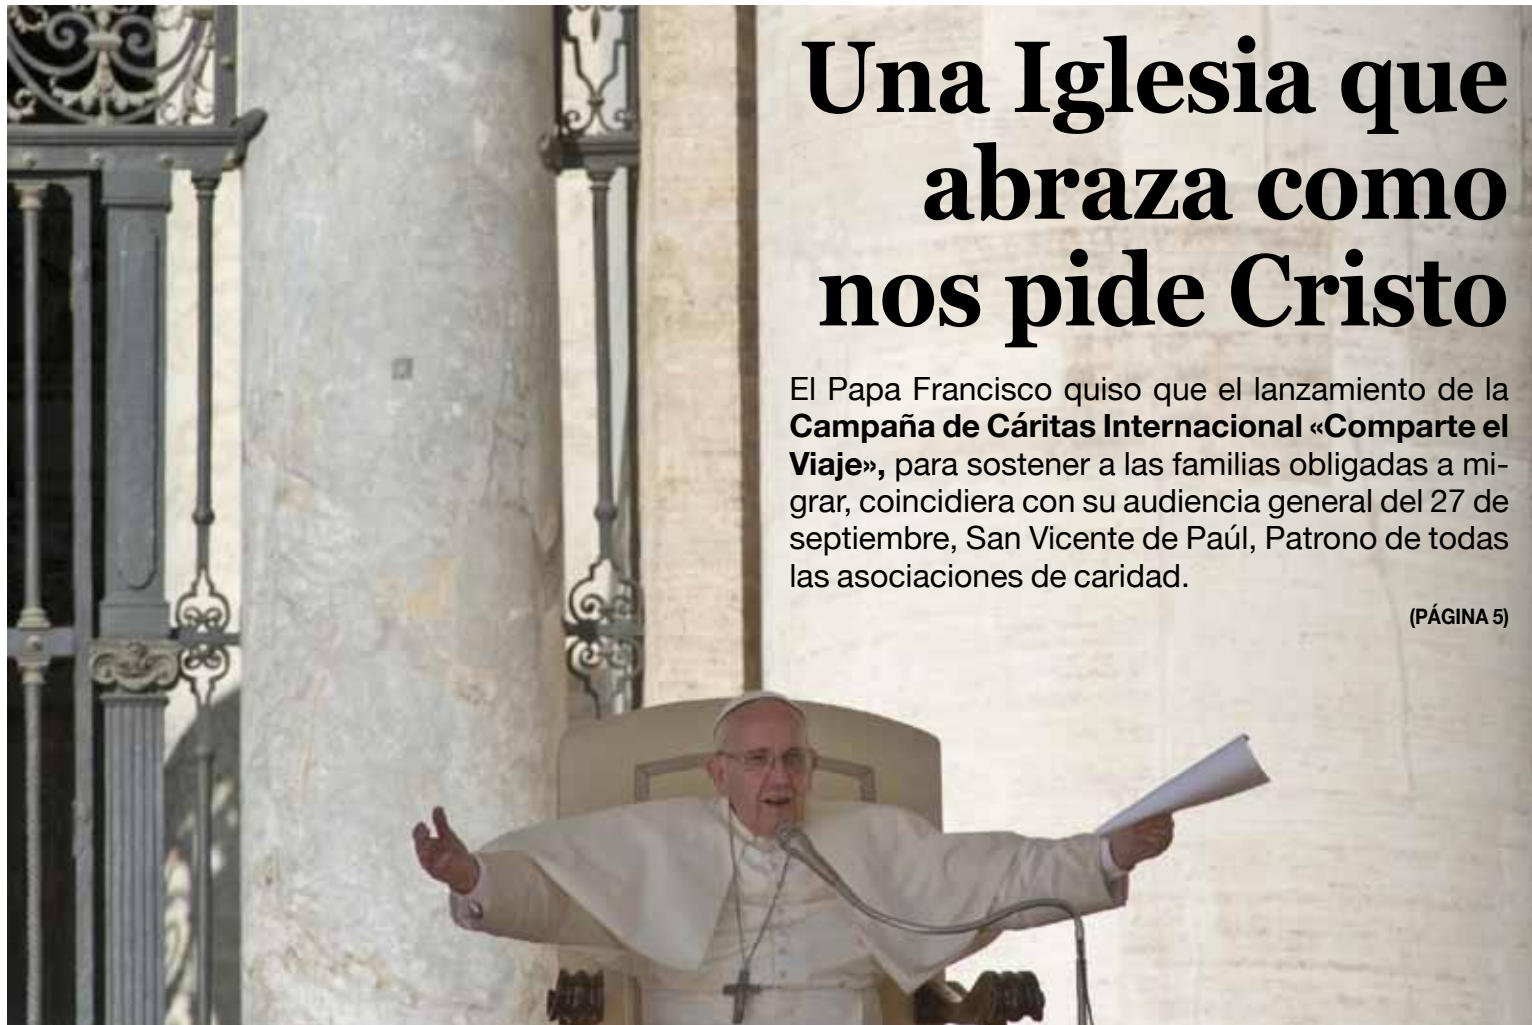 Una Iglesia que
abraza como
nos pide Cristo
El Papa Francisco quiso que el lanzamiento de la
Campaña de Cáritas Internacional «Comparte el
Viaje», para sostener a las familias obligadas a mi-
grar, coincidiera con su audiencia general del 27 de
septiembre, San Vicente de Paúl, Patrono de todas
las asociaciones de caridad.
(PÁGINA 5)